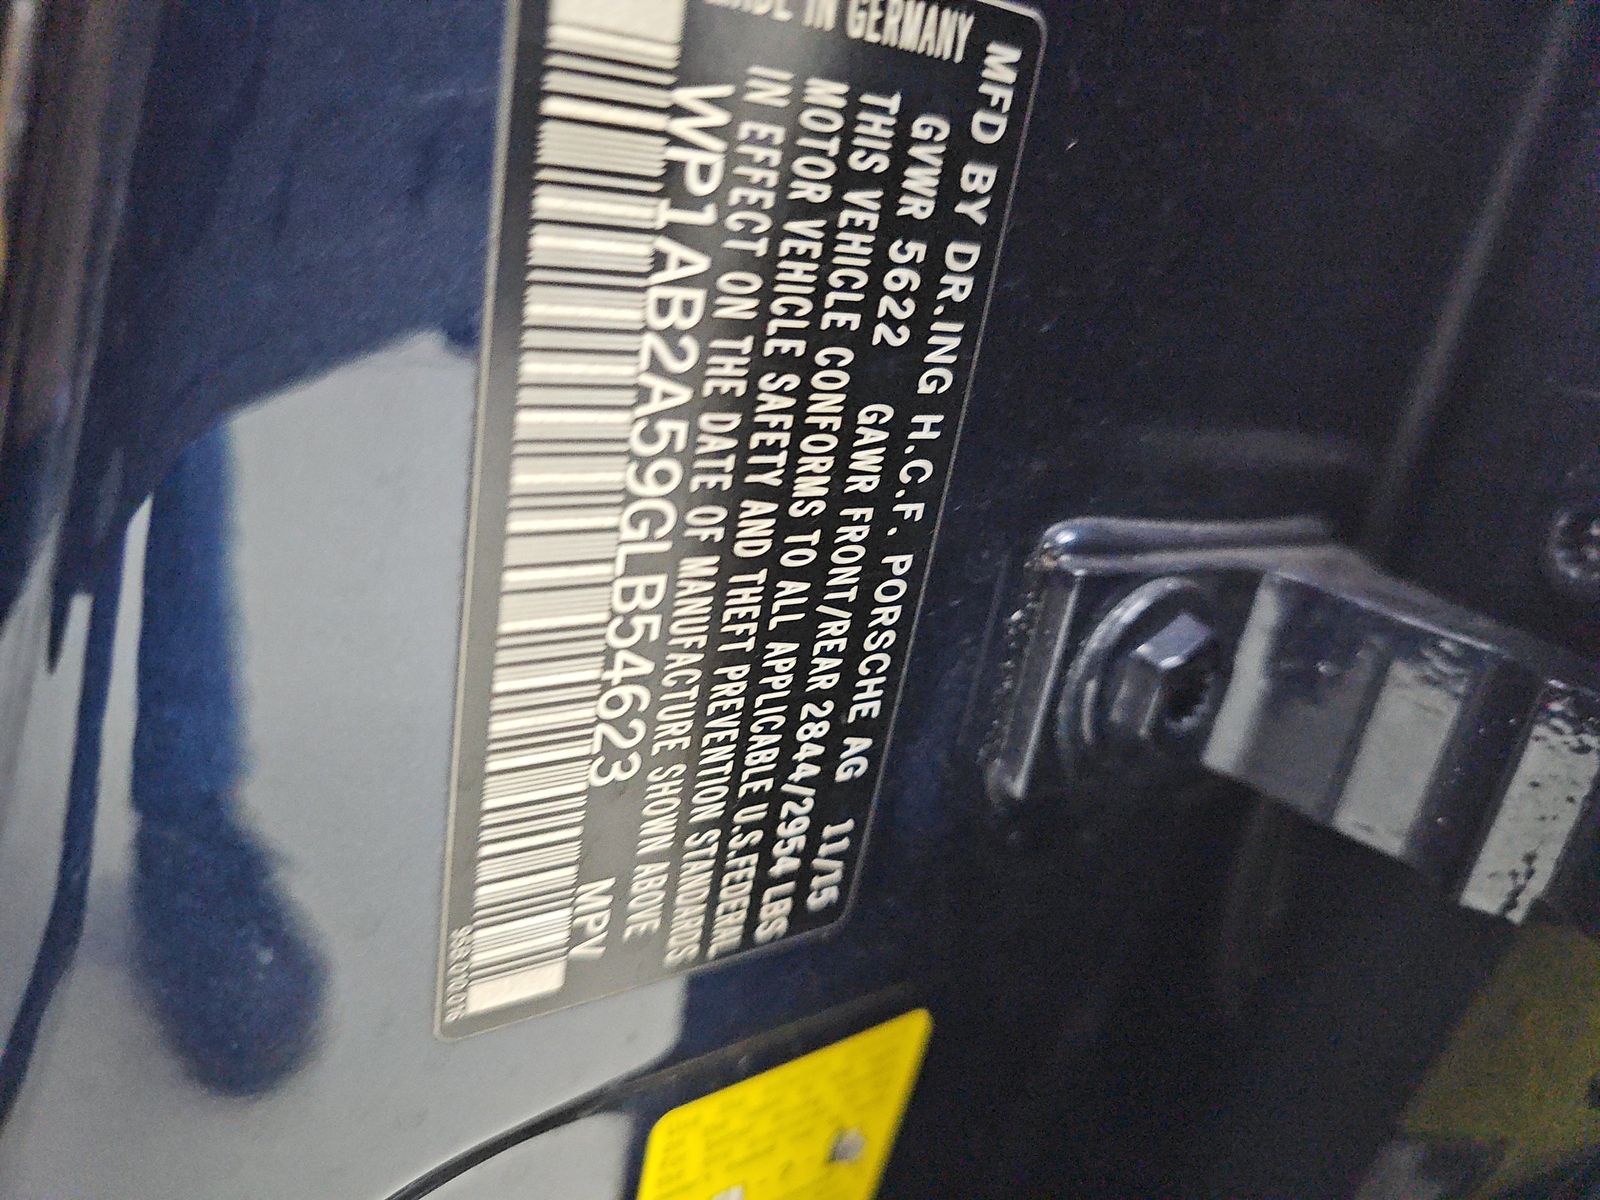 MFD BY DR.ING H.C.F. PORSCHE AG 11/15
GVWR 5622 GAWR FRONT/REAR 2844/2954 LBS
THIS VEHICLE CONFORMS TO ALL APPLICABLE U.S.FEDERAL
MOTOR VEHICLE SAFETY AND THEFT PREVENTION STANDARDS
IN EFFECT ON THE DATE OF MANUFACTURE SHOWN ABOVE
WP1AB2A59GLB54623 MPV
MADE IN GERMANY